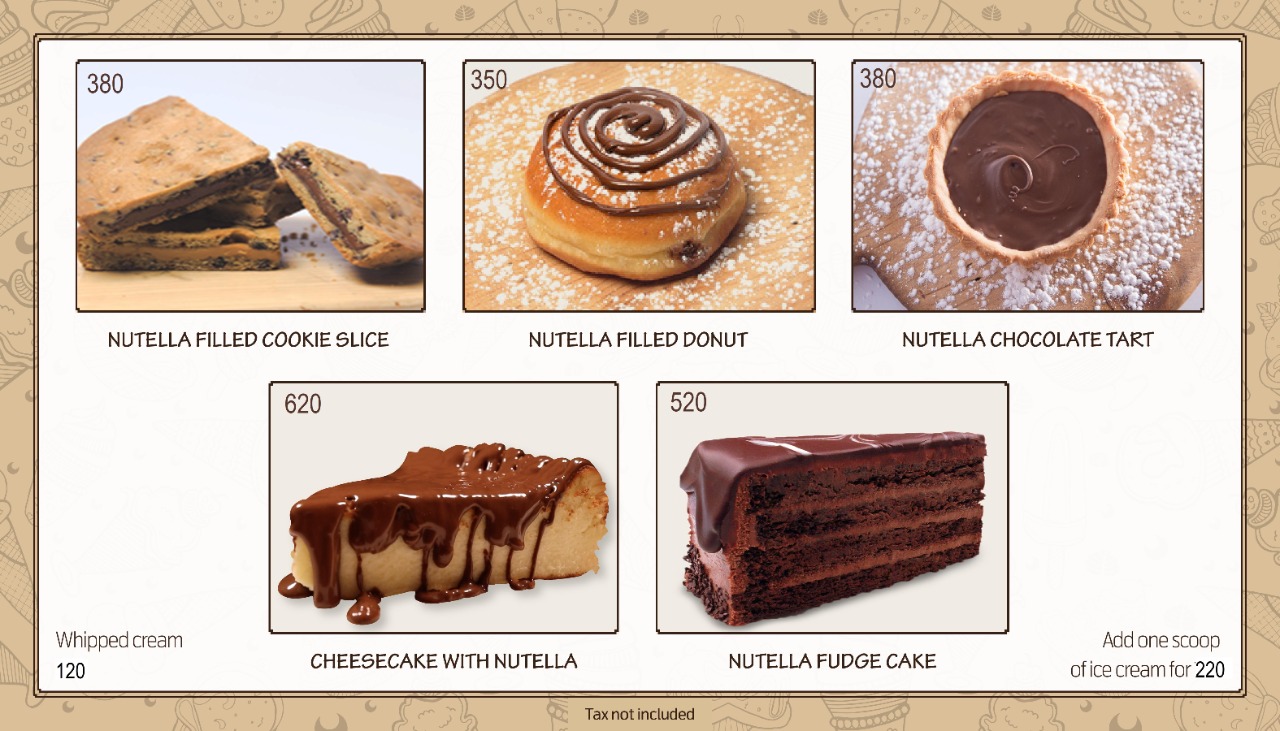 380
350
380
NUTELLA FILLED COOKIE SLICE
NUTELLA FILLED DONUT
NUTELLA CHOCOLATE TART
620
520
CHEESECAKE WITH NUTELLA
NUTELLA FUDGE CAKE
Whipped cream
120
Add one scoop
of ice cream for 220
Tax not included